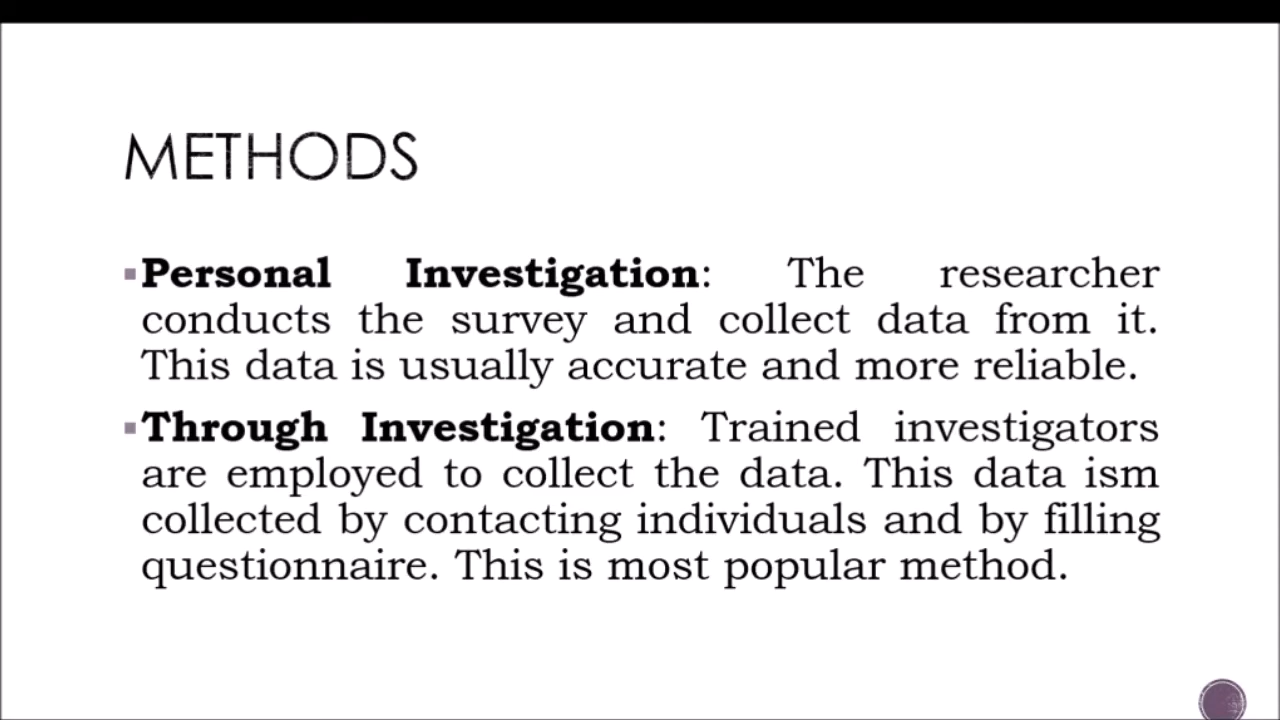 METHODS
Personal Investigation: The researcher
conducts the survey and collect data from it.
This data is usually accurate and more reliable.
Through Investigation: Trained investigators
are employed to collect the data. This data ism
collected by contacting individuals and by filling
questionnaire. This is most popular method.